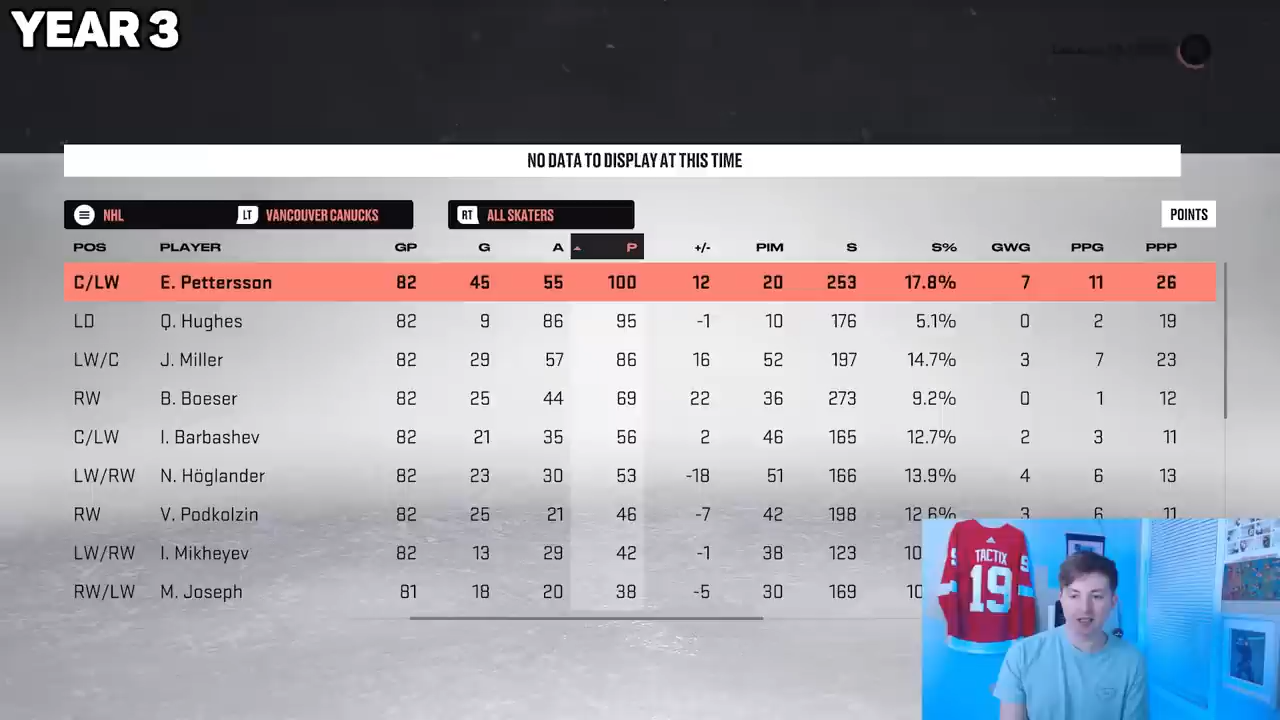 YEAR 3
NO DATA TO DISPLAY AT THIS TIME
NHL LT VANCOUVER CANUCKS RT ALL SKATERS POINTS
POS PLAYER GP G A P +/- PIM S S% GWG PPG PPP
C/LW E. Pettersson 82 45 55 100 12 20 253 17.8% 7 11 26
LD Q. Hughes 82 9 86 95 -1 10 176 5.1% 0 2 19
LW/C J. Miller 82 29 57 86 16 52 197 14.7% 3 7 23
RW B. Boeser 82 25 44 69 22 36 273 9.2% 0 1 12
C/LW I. Barbashev 82 21 35 56 2 46 165 12.7% 2 3 11
LW/RW N. Höglander 82 23 30 53 -18 51 166 13.9% 4 6 13
RW V. Podkolzin 82 25 21 46 -7 42 198 12.6% 3 6 11
LW/RW I. Mikheyev 82 13 29 42 -1 38 123 10
RW/LW M. Joseph 81 18 20 38 -5 30 169 10
TACTIX
19